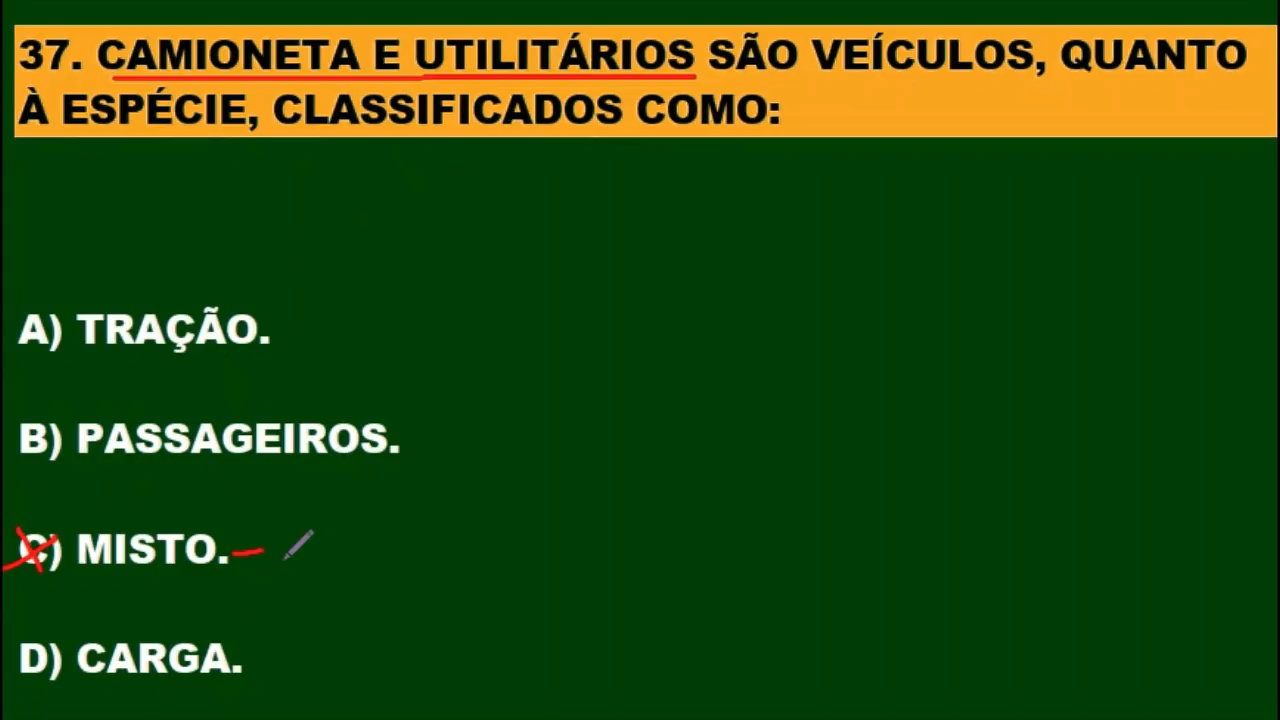 37. CAMIONETA E UTILITÁRIOS SÃO VEÍCULOS, QUANTO
À ESPÉCIE, CLASSIFICADOS COMO:
A) TRAÇÃO.
B) PASSAGEIROS.
C) MISTO.
D) CARGA.